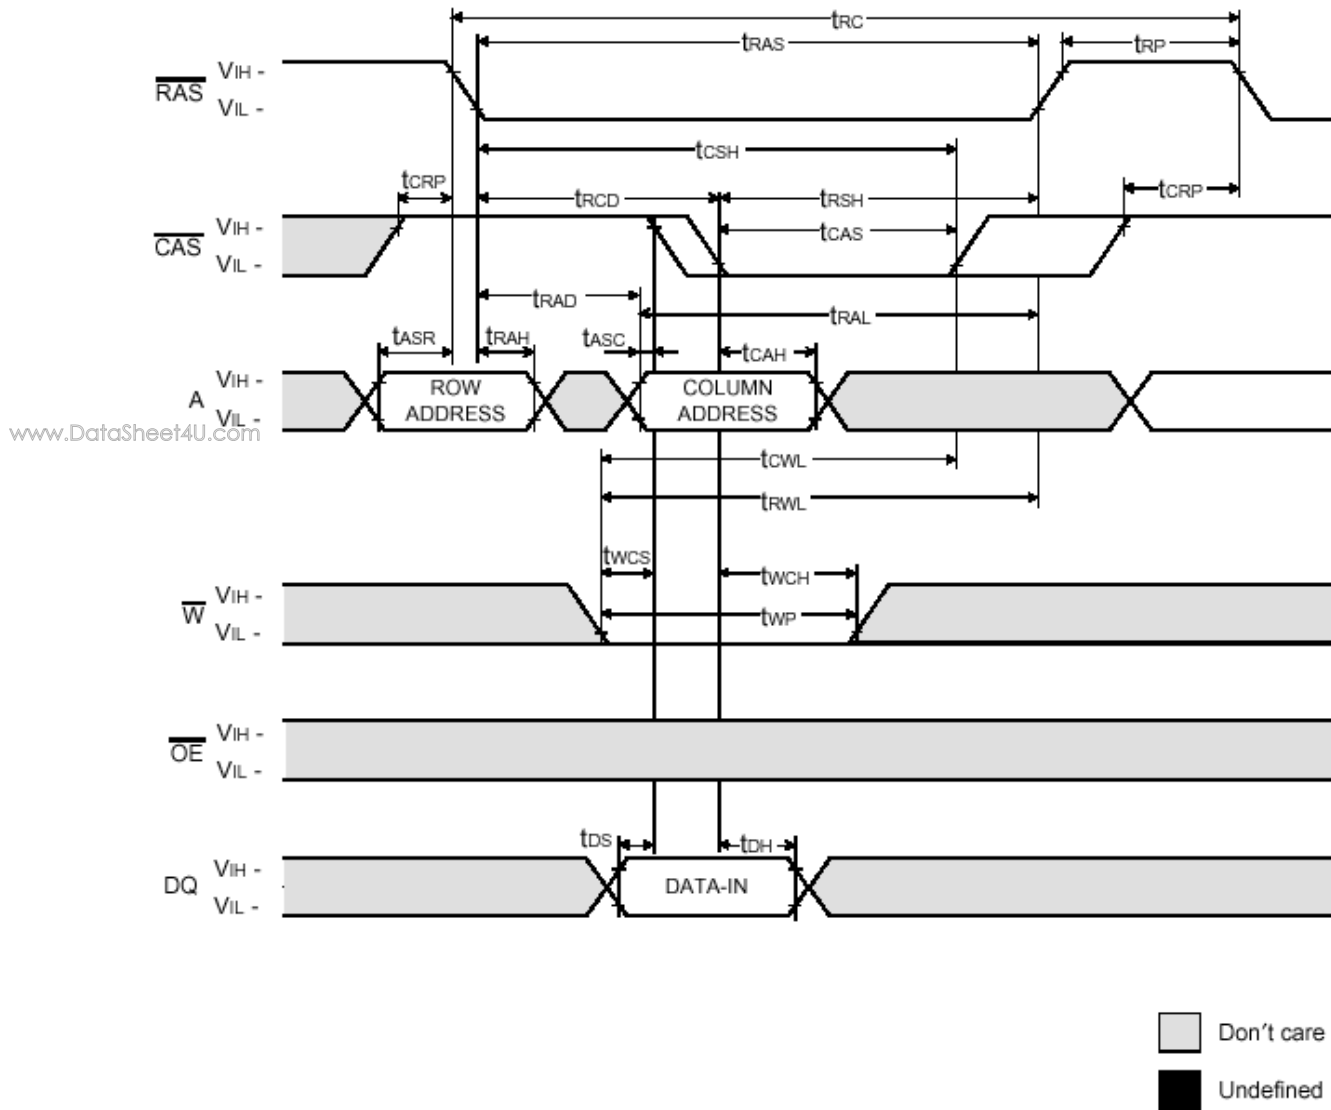 tRC
tRAS
tRP
RAS
VIH -
VIL -
tCSH
tCRP
tRCD
tRSH
tCRP
CAS
VIH -
VIL -
tCAS
tRAD
tRAL
tASR
tRAH
tASC
tCAH
A
VIH -
VIL -
ROW
ADDRESS
COLUMN
ADDRESS
www.DataSheet4U.com
tCWL
tRWL
tWCS
tWCH
W
VIH -
VIL -
tWP
OE
VIH -
VIL -
tDS
tDH
DQ
VIH -
VIL -
DATA-IN
Don't care
Undefined